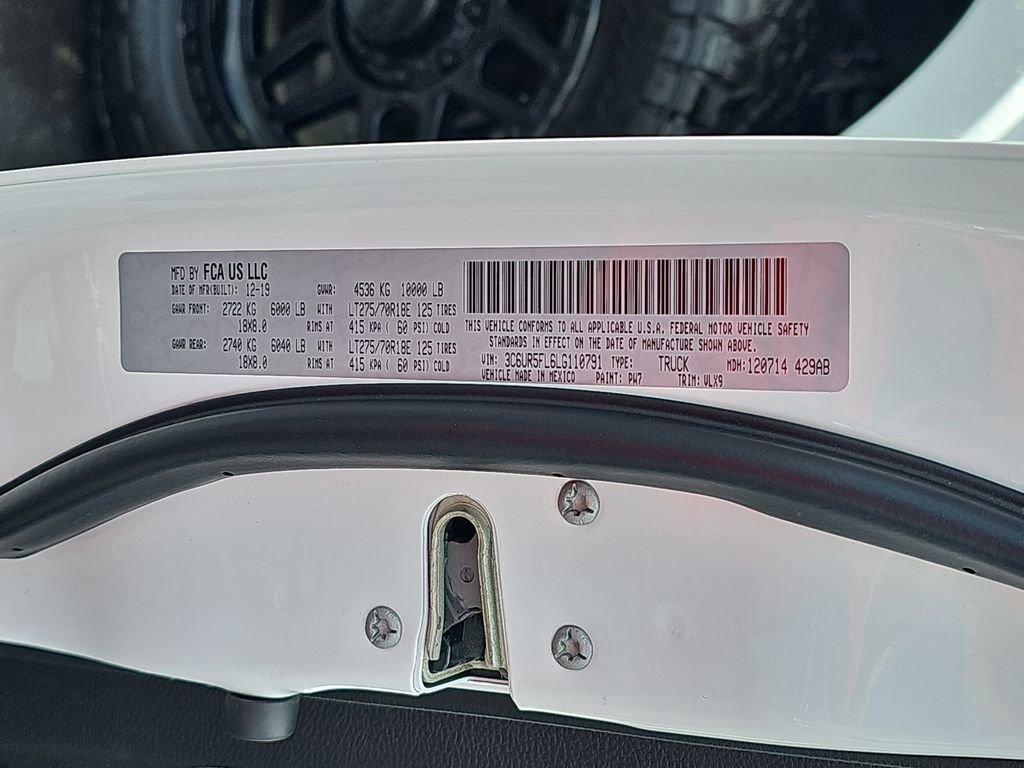 MFD BY FCA US LLC
DATE OF MFR(BUILT): 12-19 GVWR: 4536 KG 10000 LB
GAWR FRONT: 2722 KG 6000 LB WITH LT275/70R18E 125 TIRES
18X8.0 RIMS AT 415 KPA ( 60 PSI) COLD
GAWR REAR: 2740 KG 6040 LB WITH LT275/70R18E 125 TIRES
18X8.0 RIMS AT 415 KPA ( 60 PSI) COLD
THIS VEHICLE CONFORMS TO ALL APPLICABLE U.S.A. FEDERAL MOTOR VEHICLE SAFETY
STANDARDS IN EFFECT ON THE DATE OF MANUFACTURE SHOWN ABOVE.
VIN: 3C6UR5FL6LG110791 TYPE: TRUCK MDH:120714 429AB
VEHICLE MADE IN MEXICO PAINT: PW7 TRIM: VLX9